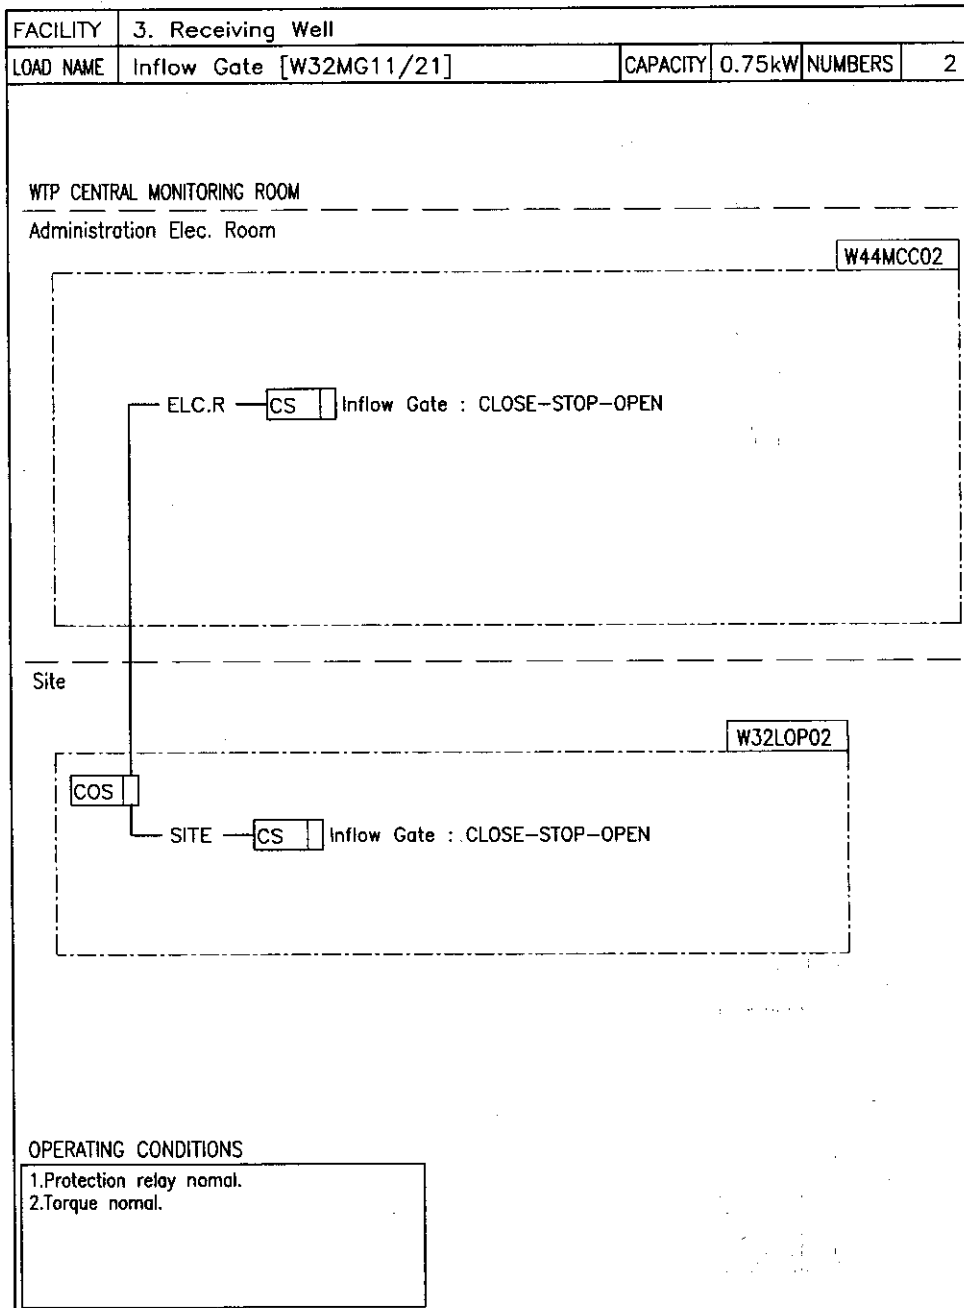 FACILITY 3. Receiving Well
LOAD NAME Inflow Gate [W32MG11/21] CAPACITY 0.75kW NUMBERS 2
WTP CENTRAL MONITORING ROOM
Administration Elec. Room
W44MCC02
ELC.R CS Inflow Gate : CLOSE-STOP-OPEN
Site
W32LOP02
COS
SITE CS Inflow Gate : CLOSE-STOP-OPEN
OPERATING CONDITIONS
1.Protection relay nomal.
2.Torque nomal.